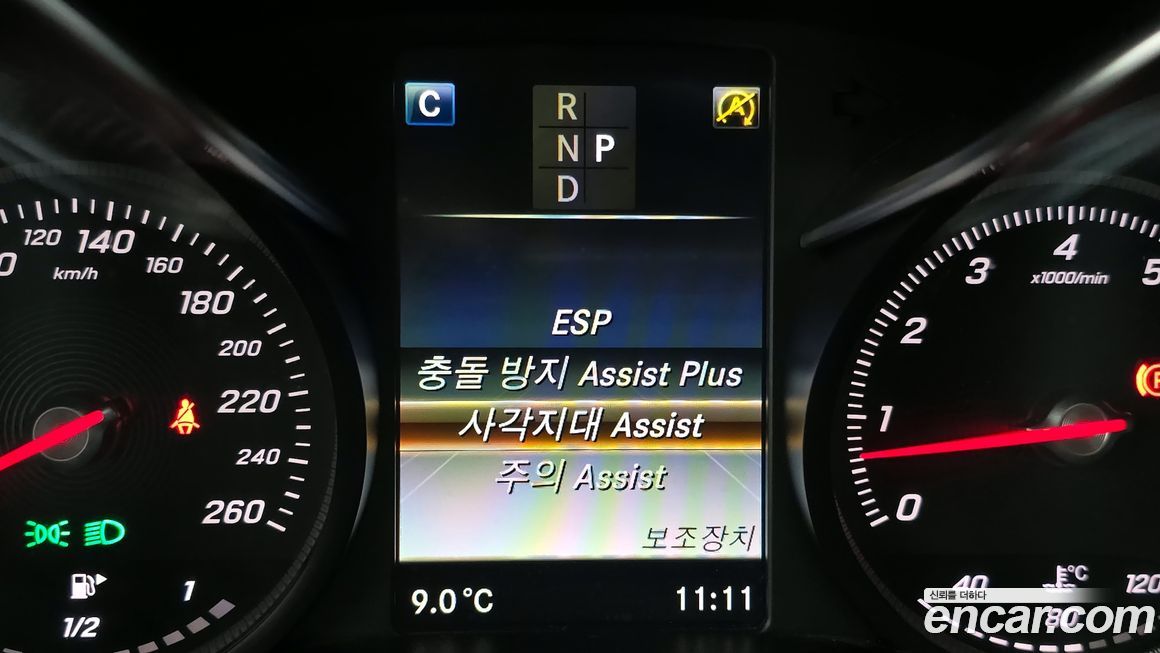 C
R
N P
D
A
120 140 160 180 200 220 240 260
km/h
1
1/2
ESP
충돌 방지 Assist Plus
사각지대 Assist
주의 Assist
보조장치
9.0 °C
11:11
0 1 2 3 4 5
x1000/min
°C
40 80 120
신뢰를 더하다
encar.com